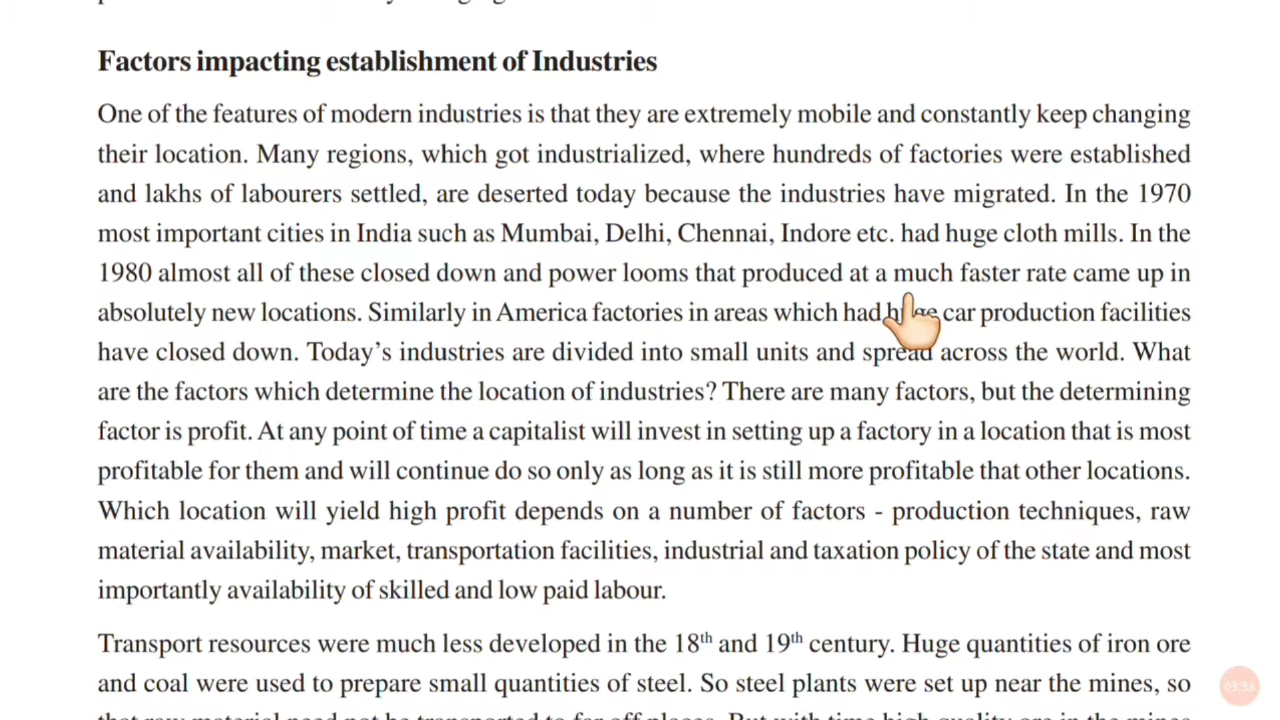 Factors impacting establishment of Industries
One of the features of modern industries is that they are extremely mobile and constantly keep changing
their location. Many regions, which got industrialized, where hundreds of factories were established
and lakhs of labourers settled, are deserted today because the industries have migrated. In the 1970
most important cities in India such as Mumbai, Delhi, Chennai, Indore etc. had huge cloth mills. In the
1980 almost all of these closed down and power looms that produced at a much faster rate came up in
absolutely new locations. Similarly in America factories in areas which had car production facilities
have closed down. Today’s industries are divided into small units and spread across the world. What
are the factors which determine the location of industries? There are many factors, but the determining
factor is profit. At any point of time a capitalist will invest in setting up a factory in a location that is most
profitable for them and will continue do so only as long as it is still more profitable that other locations.
Which location will yield high profit depends on a number of factors - production techniques, raw
material availability, market, transportation facilities, industrial and taxation policy of the state and most
importantly availability of skilled and low paid labour.
Transport resources were much less developed in the 18th and 19th century. Huge quantities of iron ore
and coal were used to prepare small quantities of steel. So steel plants were set up near the mines, so